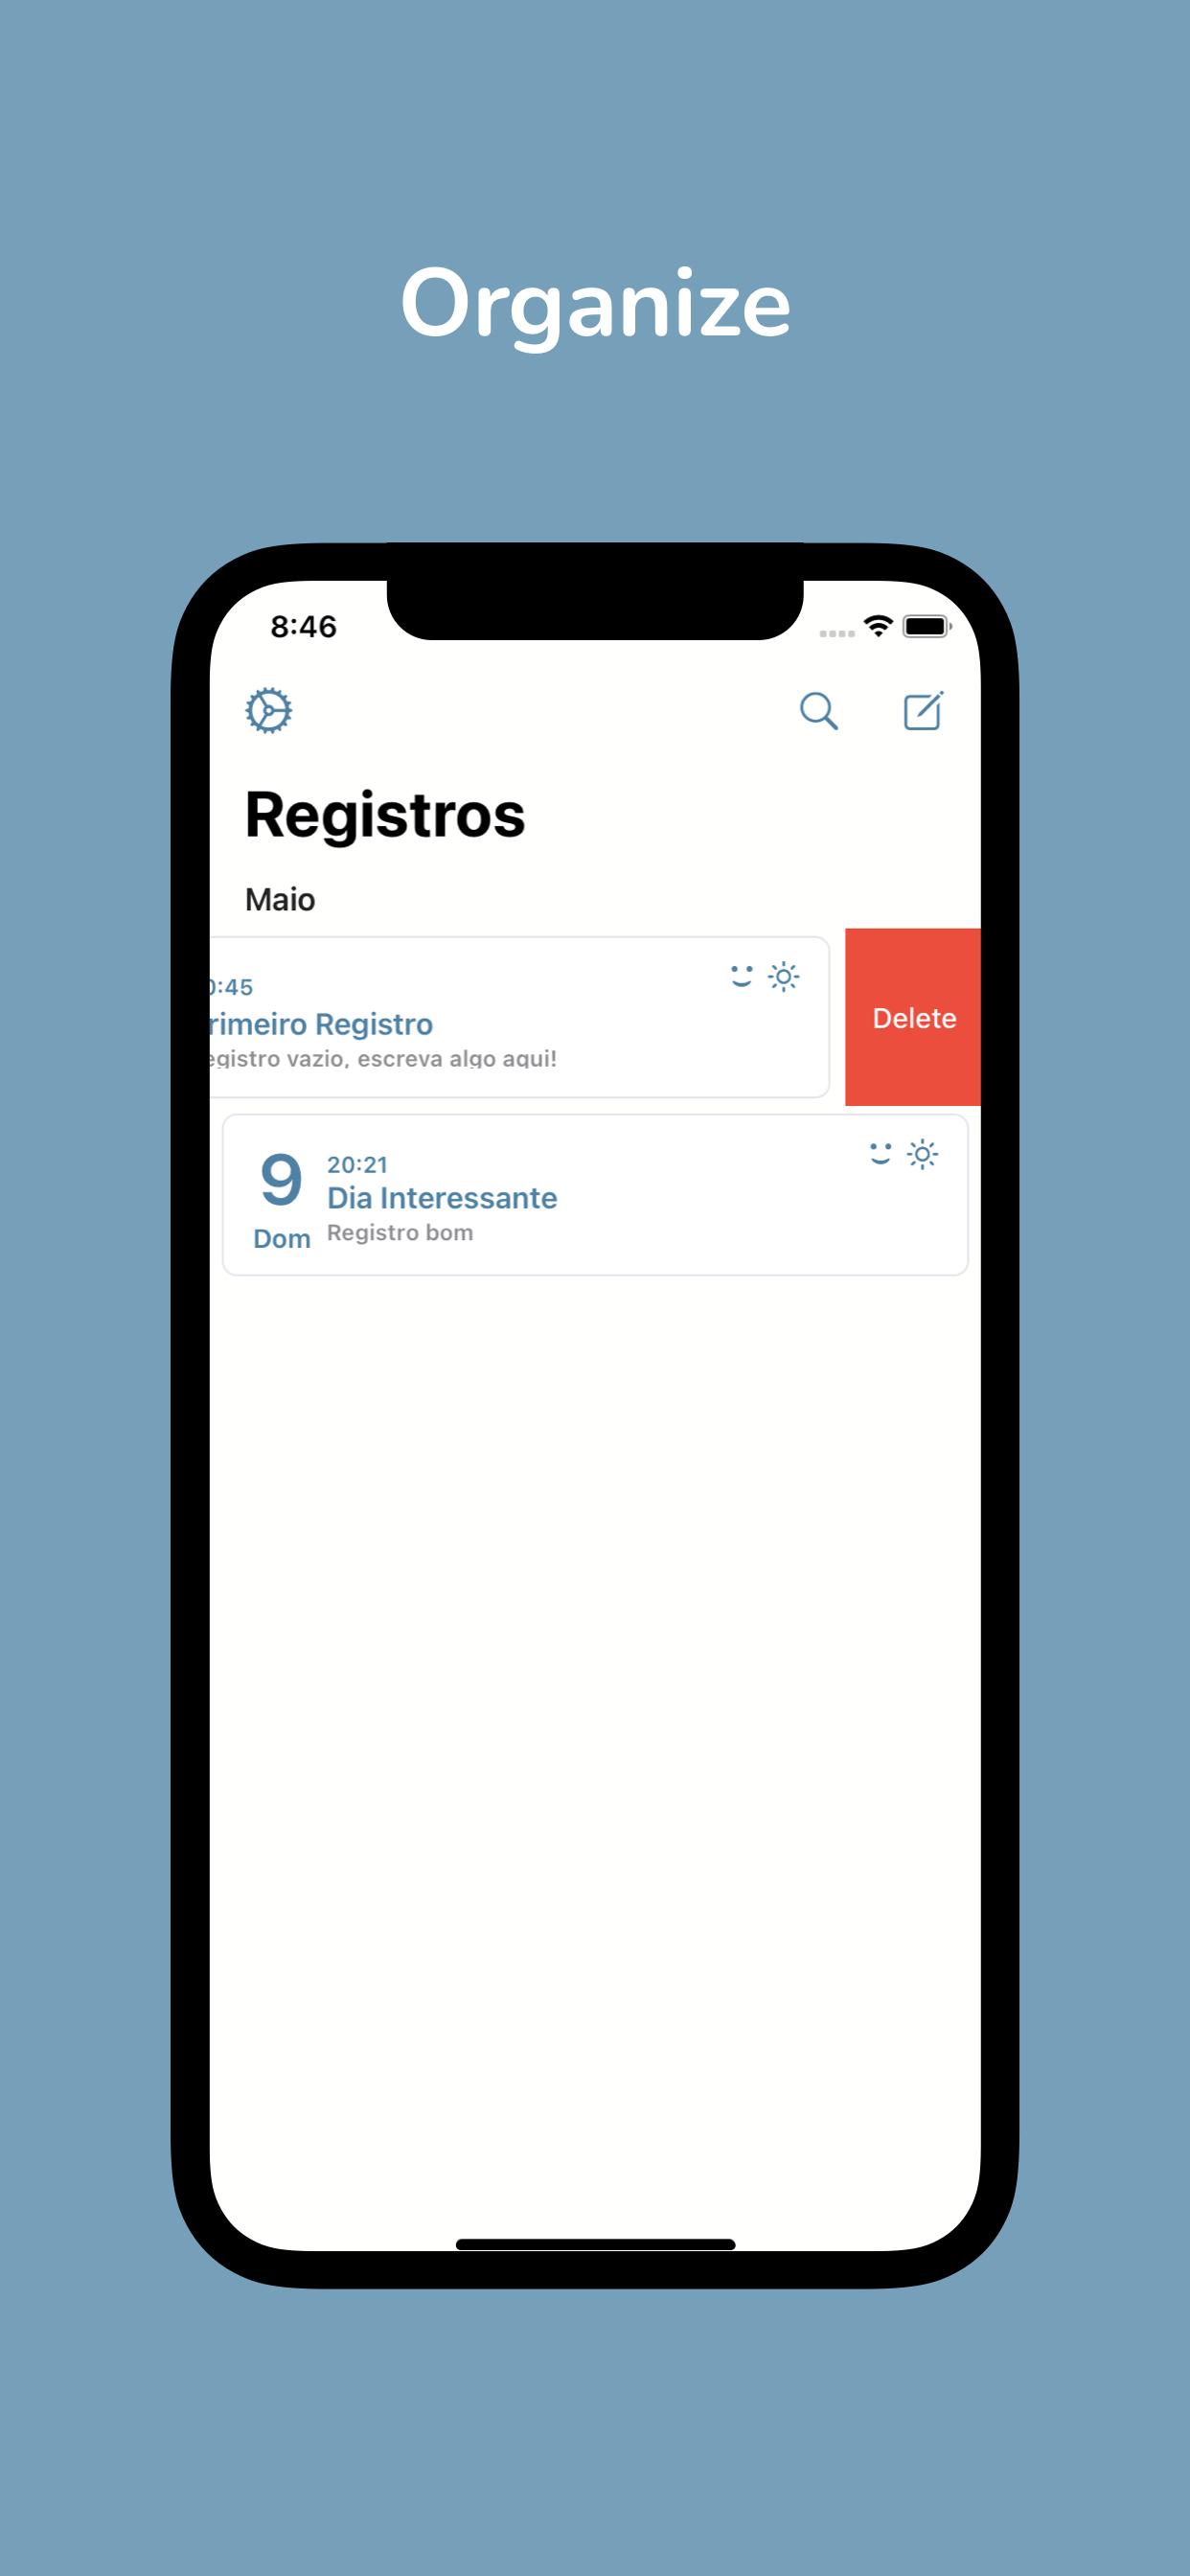 Organize
8:46
Registros
Maio
:45
rimeiro Registro
egistro vazio, escreva algo aqui!
Delete
9
20:21
Dia Interessante
Dom
Registro bom